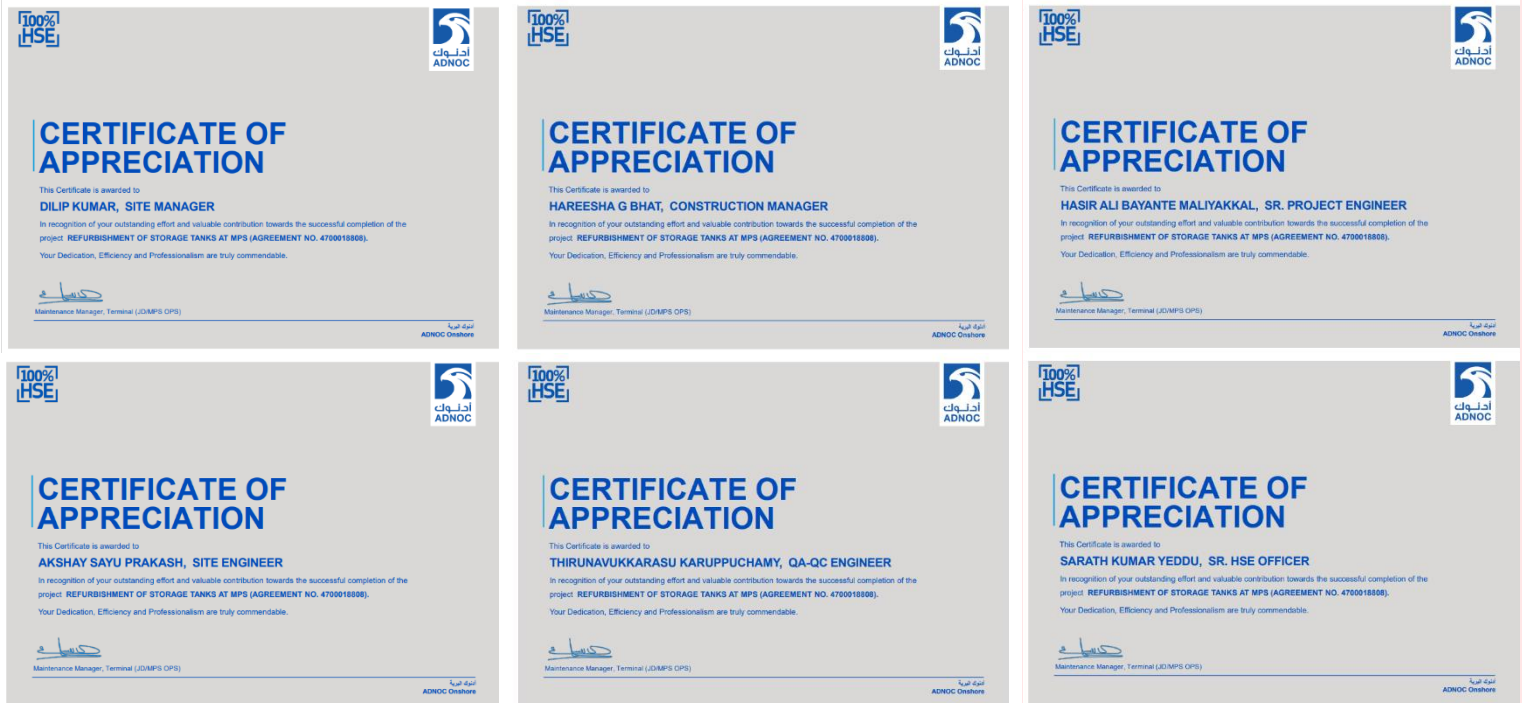 100%
HSE
أدنوك
ADNOC
CERTIFICATE OF
APPRECIATION
This Certificate is awarded to
DILIP KUMAR, SITE MANAGER
In recognition of your outstanding effort and valuable contribution towards the successful completion of the
project REFURBISHMENT OF STORAGE TANKS AT MPS (AGREEMENT NO. 4700018808).
Your Dedication, Efficiency and Professionalism are truly commendable.
Maintenance Manager, Terminal (JD/MPS OPS)
أدنوك البرية
ADNOC Onshore
100%
HSE
أدنوك
ADNOC
CERTIFICATE OF
APPRECIATION
This Certificate is awarded to
HAREESHA G BHAT, CONSTRUCTION MANAGER
In recognition of your outstanding effort and valuable contribution towards the successful completion of the
project REFURBISHMENT OF STORAGE TANKS AT MPS (AGREEMENT NO. 4700018808).
Your Dedication, Efficiency and Professionalism are truly commendable.
Maintenance Manager, Terminal (JD/MPS OPS)
أدنوك البرية
ADNOC Onshore
100%
HSE
أدنوك
ADNOC
CERTIFICATE OF
APPRECIATION
This Certificate is awarded to
HASIR ALI BAYANTE MALIYAKKAL, SR. PROJECT ENGINEER
In recognition of your outstanding effort and valuable contribution towards the successful completion of the
project REFURBISHMENT OF STORAGE TANKS AT MPS (AGREEMENT NO. 4700018808).
Your Dedication, Efficiency and Professionalism are truly commendable.
Maintenance Manager, Terminal (JD/MPS OPS)
أدنوك البرية
ADNOC Onshore
100%
HSE
أدنوك
ADNOC
CERTIFICATE OF
APPRECIATION
This Certificate is awarded to
AKSHAY SAYU PRAKASH, SITE ENGINEER
In recognition of your outstanding effort and valuable contribution towards the successful completion of the
project REFURBISHMENT OF STORAGE TANKS AT MPS (AGREEMENT NO. 4700018808).
Your Dedication, Efficiency and Professionalism are truly commendable.
Maintenance Manager, Terminal (JD/MPS OPS)
أدنوك البرية
ADNOC Onshore
100%
HSE
أدنوك
ADNOC
CERTIFICATE OF
APPRECIATION
This Certificate is awarded to
THIRUNAVUKKARASU KARUPPUCHAMY, QA-QC ENGINEER
In recognition of your outstanding effort and valuable contribution towards the successful completion of the
project REFURBISHMENT OF STORAGE TANKS AT MPS (AGREEMENT NO. 4700018808).
Your Dedication, Efficiency and Professionalism are truly commendable.
Maintenance Manager, Terminal (JD/MPS OPS)
أدنوك البرية
ADNOC Onshore
100%
HSE
أدنوك
ADNOC
CERTIFICATE OF
APPRECIATION
This Certificate is awarded to
SARATH KUMAR YEDDU, SR. HSE OFFICER
In recognition of your outstanding effort and valuable contribution towards the successful completion of the
project REFURBISHMENT OF STORAGE TANKS AT MPS (AGREEMENT NO. 4700018808).
Your Dedication, Efficiency and Professionalism are truly commendable.
Maintenance Manager, Terminal (JD/MPS OPS)
أدنوك البرية
ADNOC Onshore